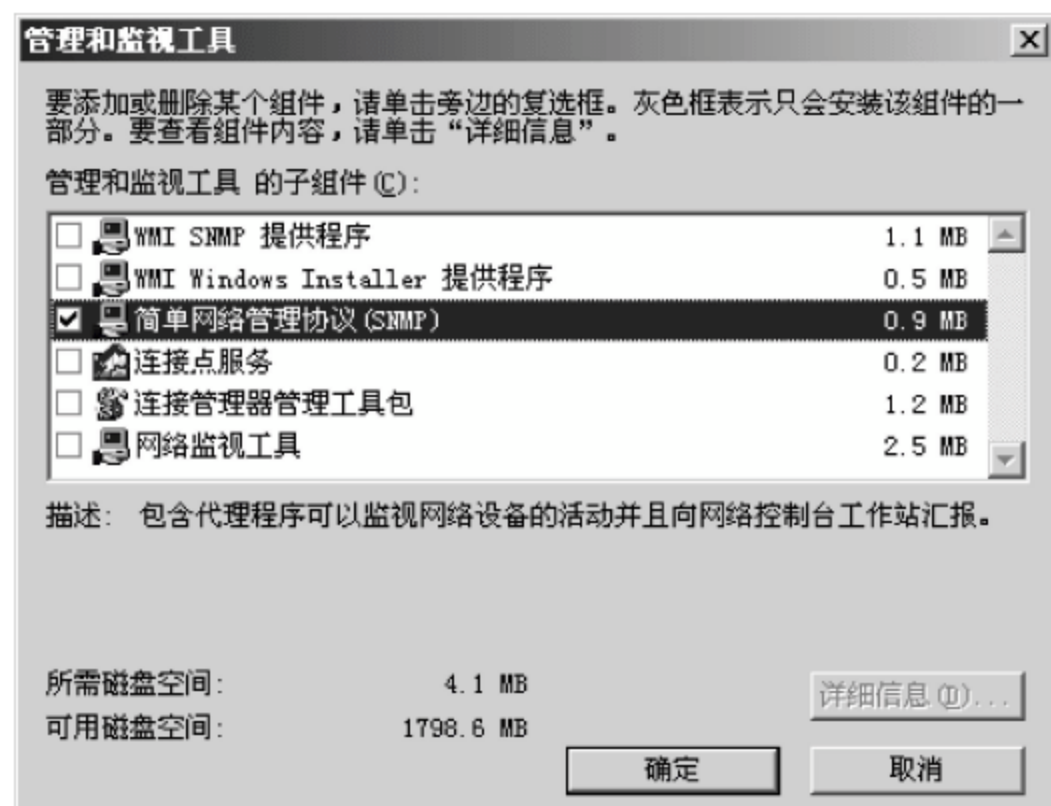 管理和监视工具
要添加或删除某个组件，请单击旁边的复选框。灰色框表示只会安装该组件的一
部分。要查看组件内容，请单击“详细信息”。
管理和监视工具 的子组件(C):
WMI SNMP 提供程序 1.1 MB
WMI Windows Installer 提供程序 0.5 MB
简单网络管理协议(SNMP) 0.9 MB
连接点服务 0.2 MB
连接管理器管理工具包 1.2 MB
网络监视工具 2.5 MB
描述: 包含代理程序可以监视网络设备的活动并且向网络控制台工作站汇报。
所需磁盘空间: 4.1 MB
详细信息(D)...
可用磁盘空间: 1798.6 MB
确定 取消